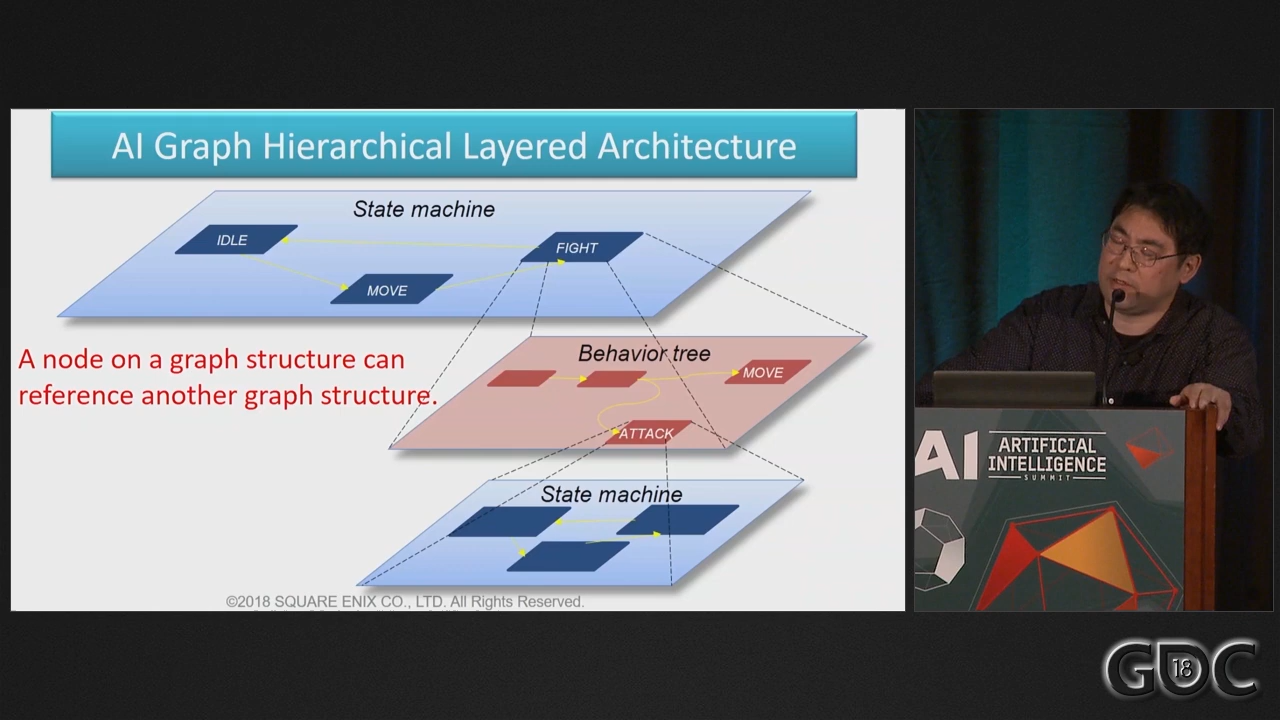 AI Graph Hierarchical Layered Architecture
State machine
IDLE
FIGHT
MOVE
A node on a graph structure can
reference another graph structure.
Behavior tree
MOVE
ATTACK
State machine
©2018 SQUARE ENIX CO., LTD. All Rights Reserved.
AI
ARTIFICIAL
INTELLIGENCE
SUMMIT
GDC
18